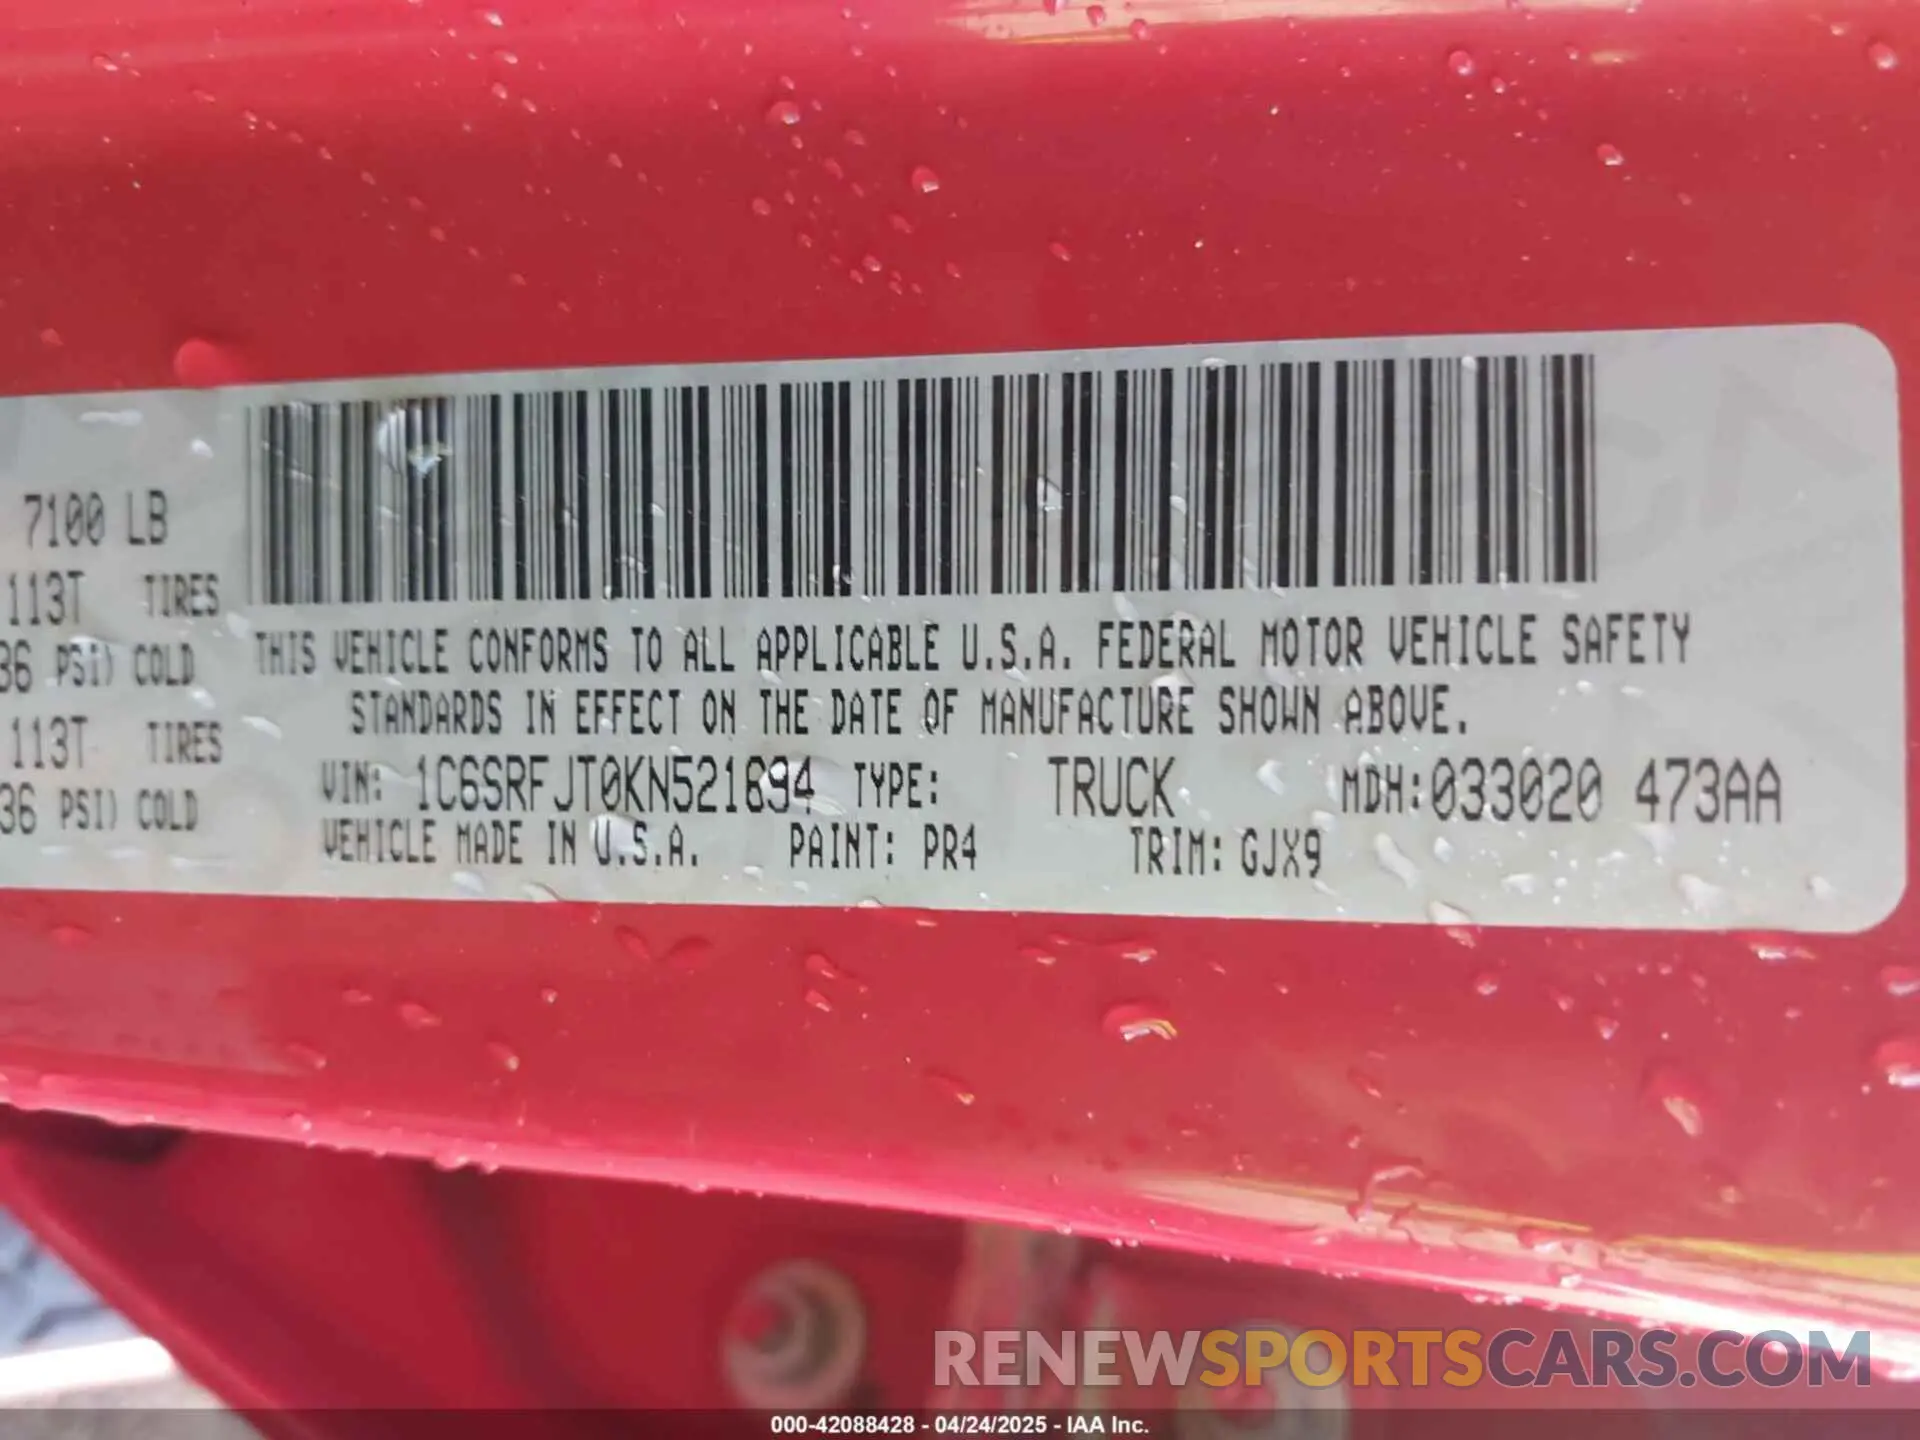 7100 LB
113T TIRES
36 PSI) COLD
113T TIRES
36 PSI) COLD
THIS VEHICLE CONFORMS TO ALL APPLICABLE U.S.A. FEDERAL MOTOR VEHICLE SAFETY
STANDARDS IN EFFECT ON THE DATE OF MANUFACTURE SHOWN ABOVE.
VIN: 1C6SRFJT0KN521694 TYPE: TRUCK MDH:033020 473AA
VEHICLE MADE IN U.S.A. PAINT: PR4 TRIM: GJX9
RENEWSPORTSCARS.COM
000-42088428 - 04/24/2025 - IAA Inc.